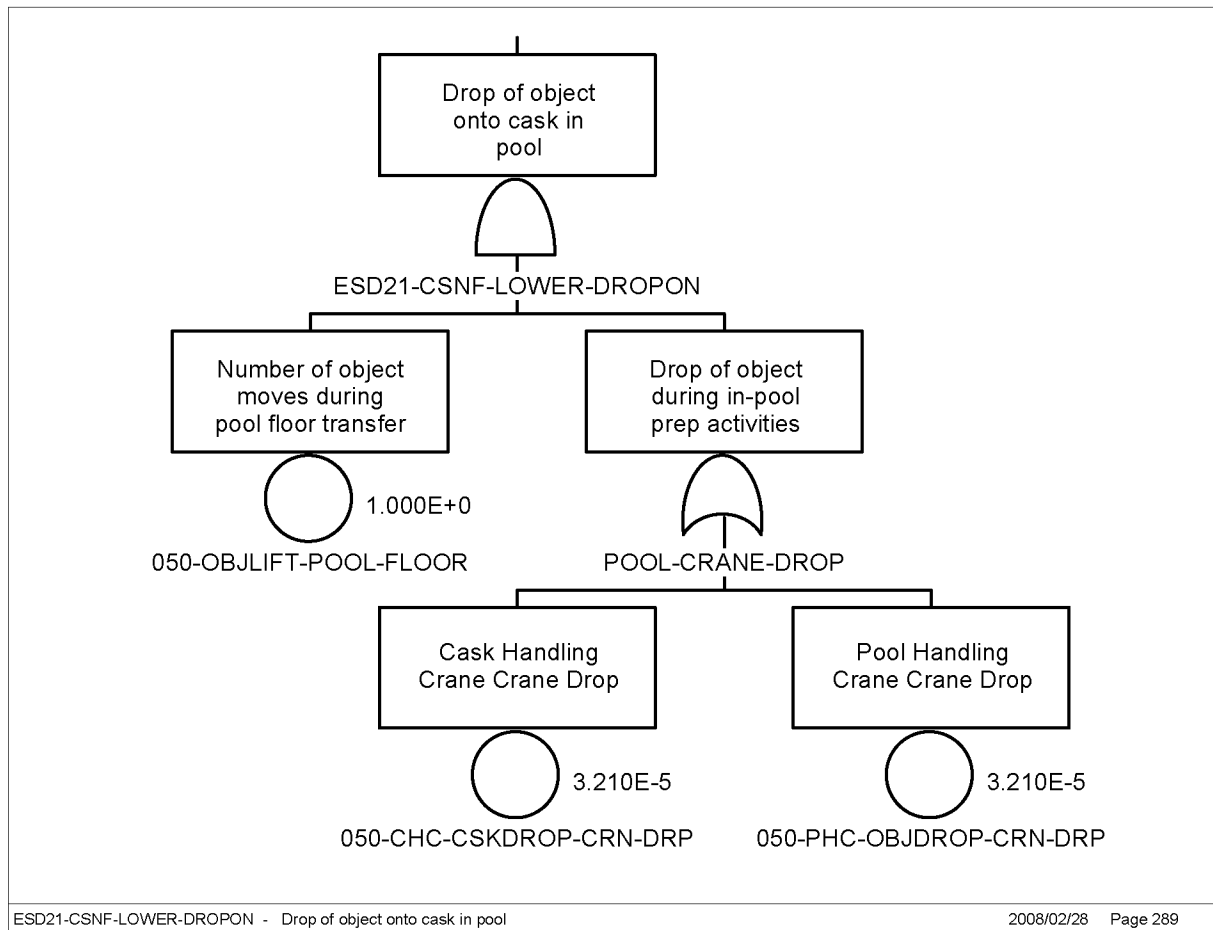 Drop of object
onto cask in
pool
ESD21-CSNF-LOWER-DROPON
Number of object
moves during
pool floor transfer
1.000E+0
050-OBJLIFT-POOL-FLOOR
Drop of object
during in-pool
prep activities
POOL-CRANE-DROP
Cask Handling
Crane Crane Drop
3.210E-5
050-CHC-CSKDROP-CRN-DRP
Pool Handling
Crane Crane Drop
3.210E-5
050-PHC-OBJDROP-CRN-DRP
ESD21-CSNF-LOWER-DROPON - Drop of object onto cask in pool
2008/02/28 Page 289